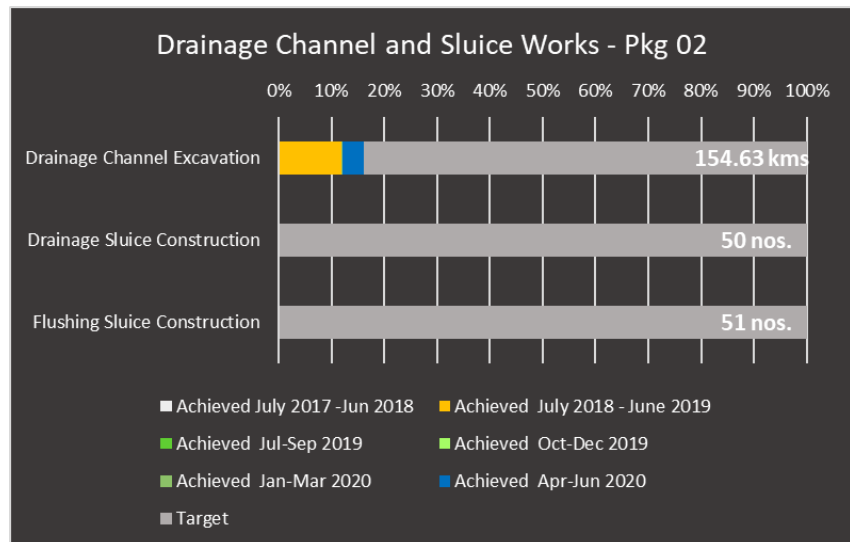 Drainage Channel and Sluice Works - Pkg 02
0% 10% 20% 30% 40% 50% 60% 70% 80% 90% 100%
Drainage Channel Excavation 154.63 kms
Drainage Sluice Construction 50 nos.
Flushing Sluice Construction 51 nos.
Achieved July 2017 -Jun 2018 Achieved July 2018 - June 2019
Achieved Jul-Sep 2019 Achieved Oct-Dec 2019
Achieved Jan-Mar 2020 Achieved Apr-Jun 2020
Target